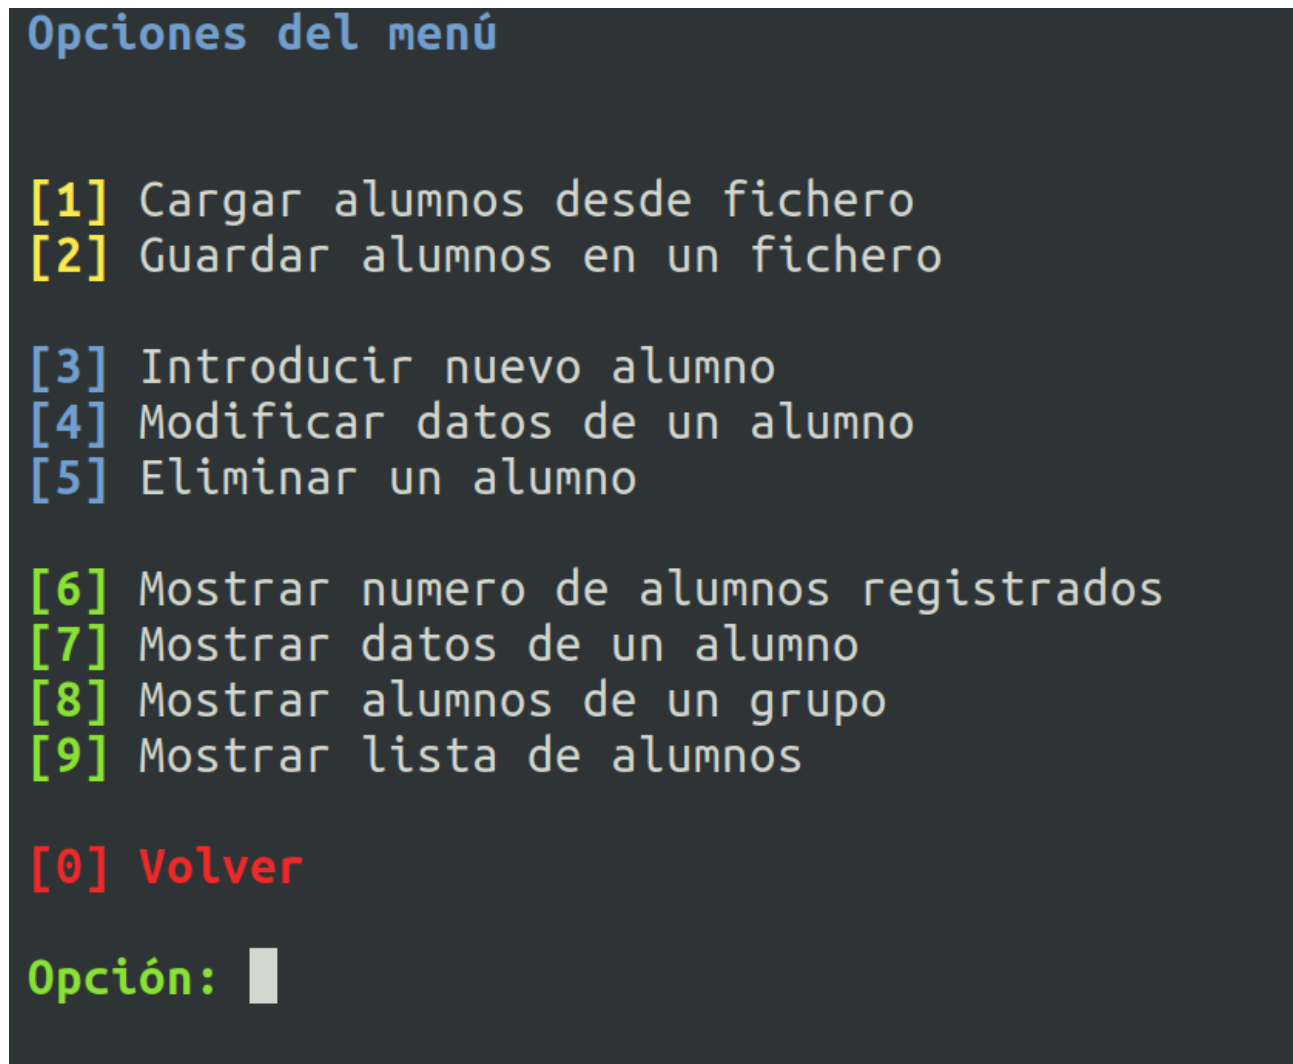 Opciones del menú
[1] Cargar alumnos desde fichero
[2] Guardar alumnos en un fichero
[3] Introducir nuevo alumno
[4] Modificar datos de un alumno
[5] Eliminar un alumno
[6] Mostrar numero de alumnos registrados
[7] Mostrar datos de un alumno
[8] Mostrar alumnos de un grupo
[9] Mostrar lista de alumnos
[0] Volver
Opción: